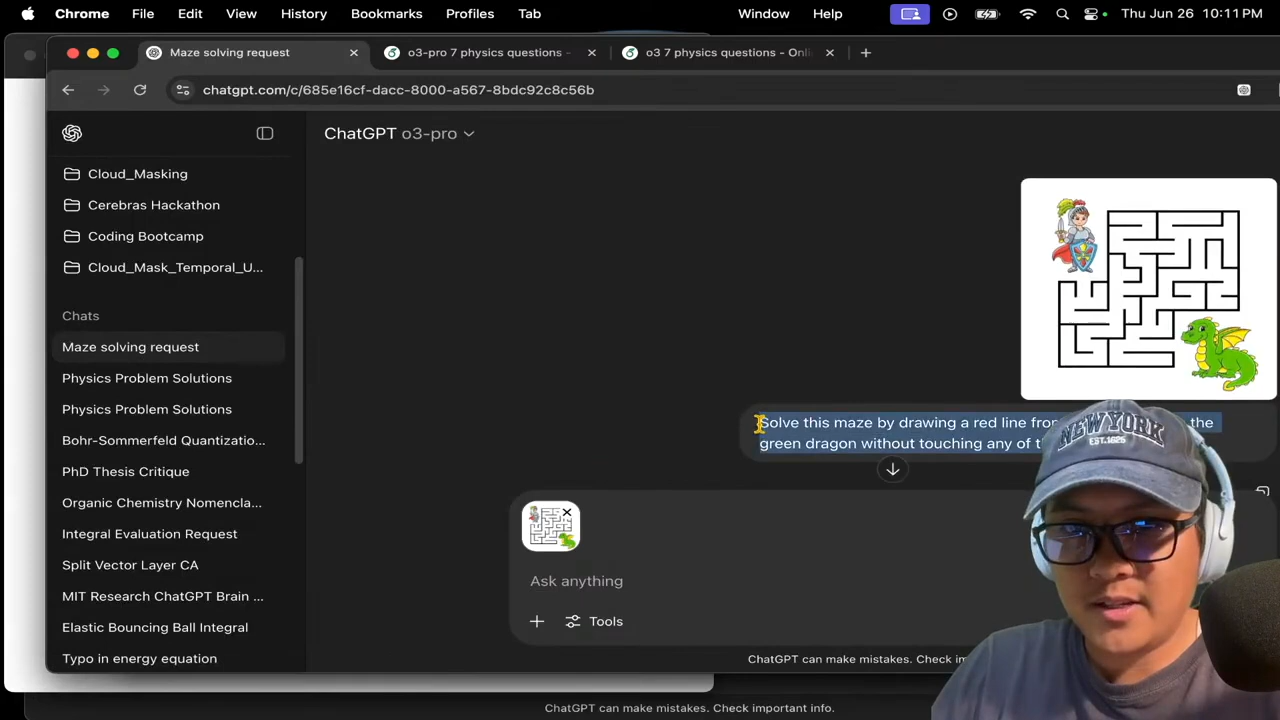 Chrome File Edit View History Bookmarks Profiles Tab Window Help Thu Jun 26 10:11 PM
Maze solving request o3-pro 7 physics questions - o3 7 physics questions - Onli
chatgpt.com/c/685e16cf-dacc-8000-a567-8bdc92c8c56b
ChatGPT o3-pro
Cloud_Masking
Cerebras Hackathon
Coding Bootcamp
Cloud_Mask_Temporal_U...
Chats
Maze solving request
Physics Problem Solutions
Physics Problem Solutions
Bohr-Sommerfeld Quantizatio...
PhD Thesis Critique
Organic Chemistry Nomencla...
Integral Evaluation Request
Split Vector Layer CA
MIT Research ChatGPT Brain ...
Elastic Bouncing Ball Integral
Typo in energy equation
Solve this maze by drawing a red line from the
green dragon without touching any of
NEW YORK
EST. 1625
Ask anything
Tools
ChatGPT can make mistakes. Check
ChatGPT can make mistakes. Check important info.